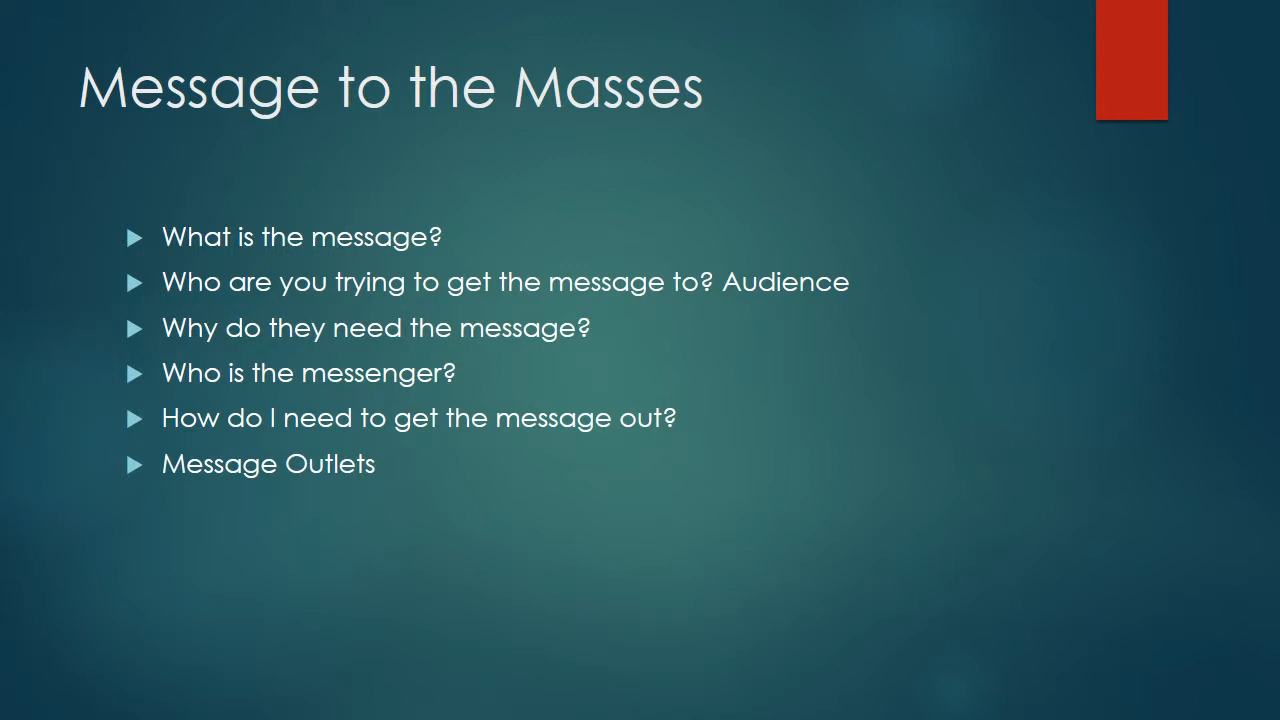 Message to the Masses
What is the message?
Who are you trying to get the message to? Audience
Why do they need the message?
Who is the messenger?
How do I need to get the message out?
Message Outlets